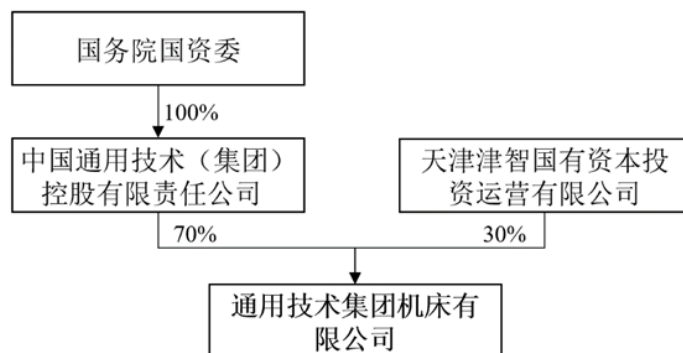 国务院国资委
100%
中国通用技术（集团）
控股有限责任公司
天津津智国有资本投
资运营有限公司
70%
30%
通用技术集团机床有
限公司